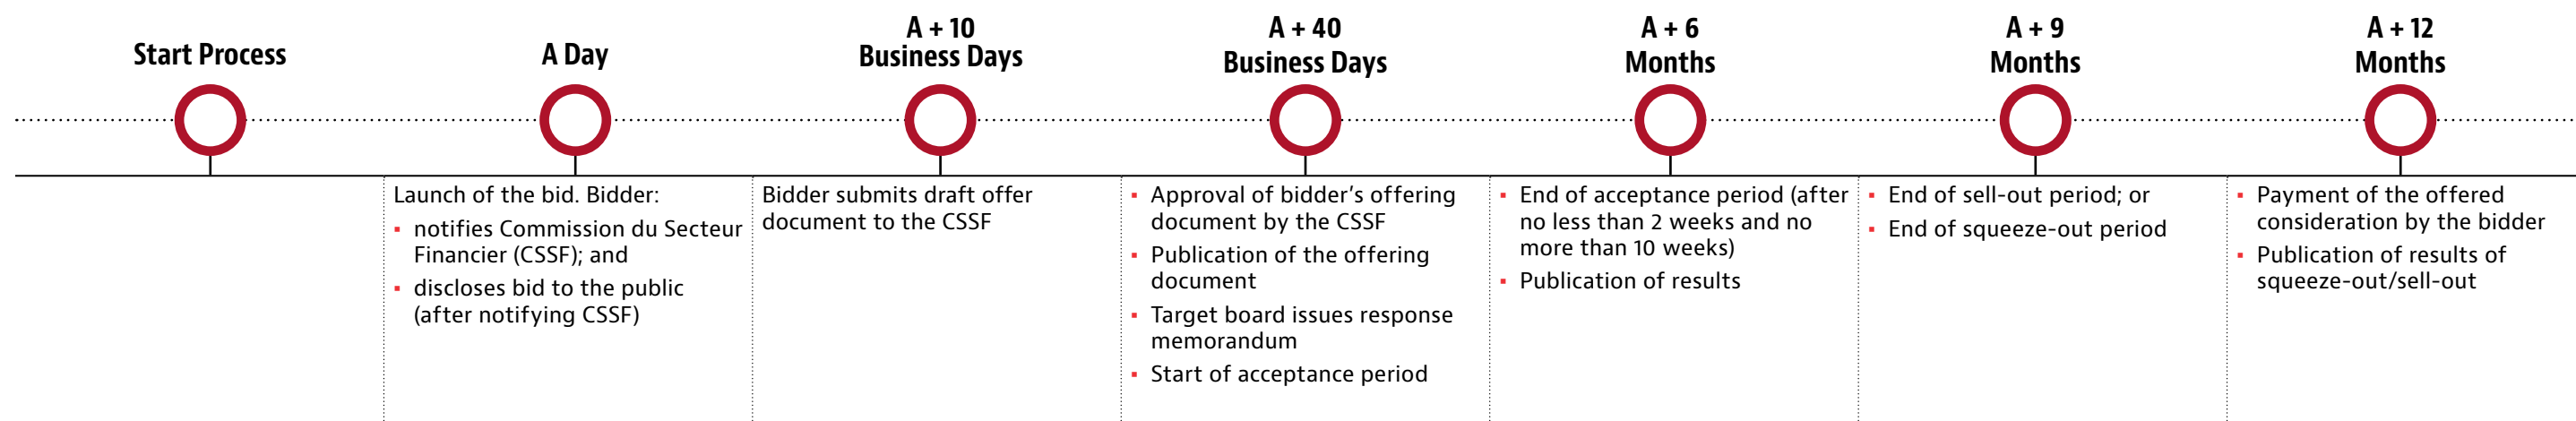 Start Process
A Day
A + 10
Business Days
A + 40
Business Days
A + 6
Months
A + 9
Months
A + 12
Months
Launch of the bid. Bidder:
▪ notifies Commission du Secteur
Financier (CSSF); and
▪ discloses bid to the public
(after notifying CSSF)
Bidder submits draft offer
document to the CSSF
▪ Approval of bidder’s offering
document by the CSSF
▪ Publication of the offering
document
▪ Target board issues response
memorandum
▪ Start of acceptance period
▪ End of acceptance period (after
no less than 2 weeks and no
more than 10 weeks)
▪ Publication of results
▪ End of sell-out period; or
▪ End of squeeze-out period
▪ Payment of the offered
consideration by the bidder
▪ Publication of results of
squeeze-out/sell-out